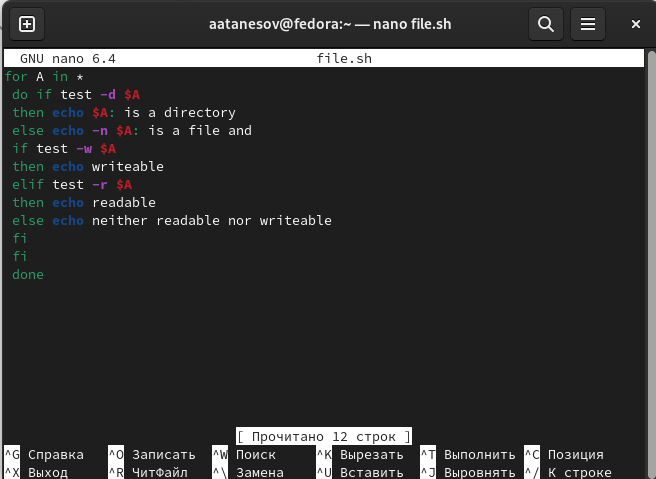 aatanesov@fedora:~ — nano file.sh
GNU nano 6.4 file.sh
for A in *
do if test -d $A
then echo $A: is a directory
else echo -n $A: is a file and
if test -w $A
then echo writeable
elif test -r $A
then echo readable
else echo neither readable nor writeable
fi
fi
done
[ Прочитано 12 строк ]
^G Справка ^O Записать ^W Поиск ^K Вырезать ^T Выполнить ^C Позиция
^X Выход ^R ЧитФайл ^\ Замена ^U Вставить ^J Выровнять ^/ К строке